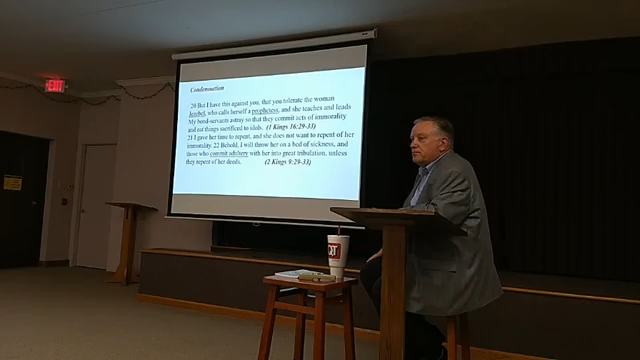 EXIT
Condemnation
20 But I have this against you, that you tolerate the woman
Jezebel, who calls herself a prophetess, and she teaches and leads
My bond-servants astray so that they commit acts of immorality
and eat things sacrificed to idols. (1 Kings 16:29-33)
21 I gave her time to repent, and she does not want to repent of her
immorality. 22 Behold, I will throw her on a bed of sickness, and
those who commit adultery with her into great tribulation, unless
they repent of her deeds. (2 Kings 9:29-33)
QT